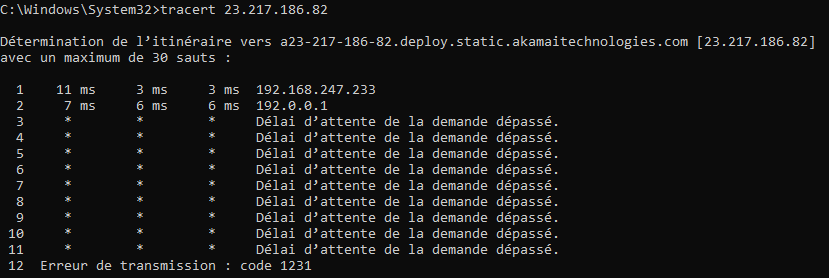 C:\Windows\System32>tracert 23.217.186.82
Détermination de l’itinéraire vers a23-217-186-82.deploy.static.akamaitechnologies.com [23.217.186.82]
avec un maximum de 30 sauts :
1 11 ms 3 ms 3 ms 192.168.247.233
2 7 ms 6 ms 6 ms 192.0.0.1
3 * * * Délai d’attente de la demande dépassé.
4 * * * Délai d’attente de la demande dépassé.
5 * * * Délai d’attente de la demande dépassé.
6 * * * Délai d’attente de la demande dépassé.
7 * * * Délai d’attente de la demande dépassé.
8 * * * Délai d’attente de la demande dépassé.
9 * * * Délai d’attente de la demande dépassé.
10 * * * Délai d’attente de la demande dépassé.
11 * * * Délai d’attente de la demande dépassé.
12 Erreur de transmission : code 1231